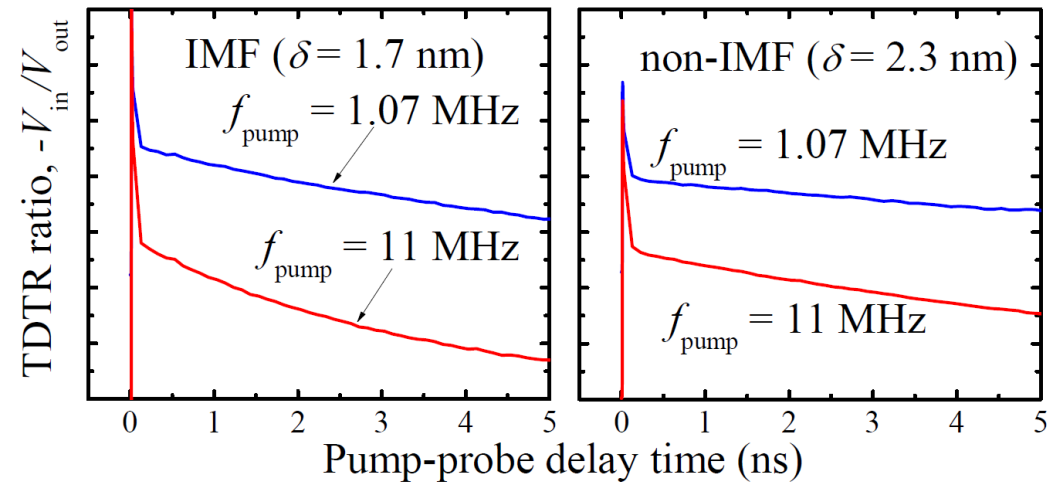 TDTR ratio, -V_in/V_out
IMF (δ = 1.7 nm)
f_pump = 1.07 MHz
f_pump = 11 MHz
0 1 2 3 4 5
non-IMF (δ = 2.3 nm)
f_pump = 1.07 MHz
f_pump = 11 MHz
0 1 2 3 4 5
Pump-probe delay time (ns)